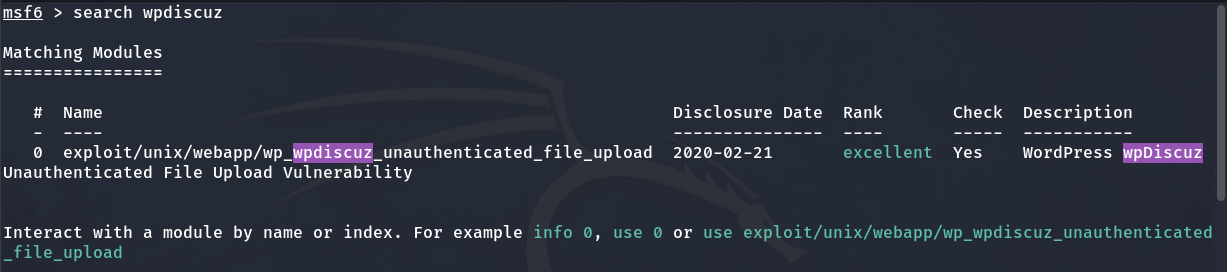 msf6 > search wpdiscuz
Matching Modules
================
# Name Disclosure Date Rank Check Description
- ---- --------------- ---- ----- -----------
0 exploit/unix/webapp/wp_wpdiscuz_unauthenticated_file_upload 2020-02-21 excellent Yes WordPress wpDiscuz
Unauthenticated File Upload Vulnerability
Interact with a module by name or index. For example info 0, use 0 or use exploit/unix/webapp/wp_wpdiscuz_unauthenticated
_file_upload